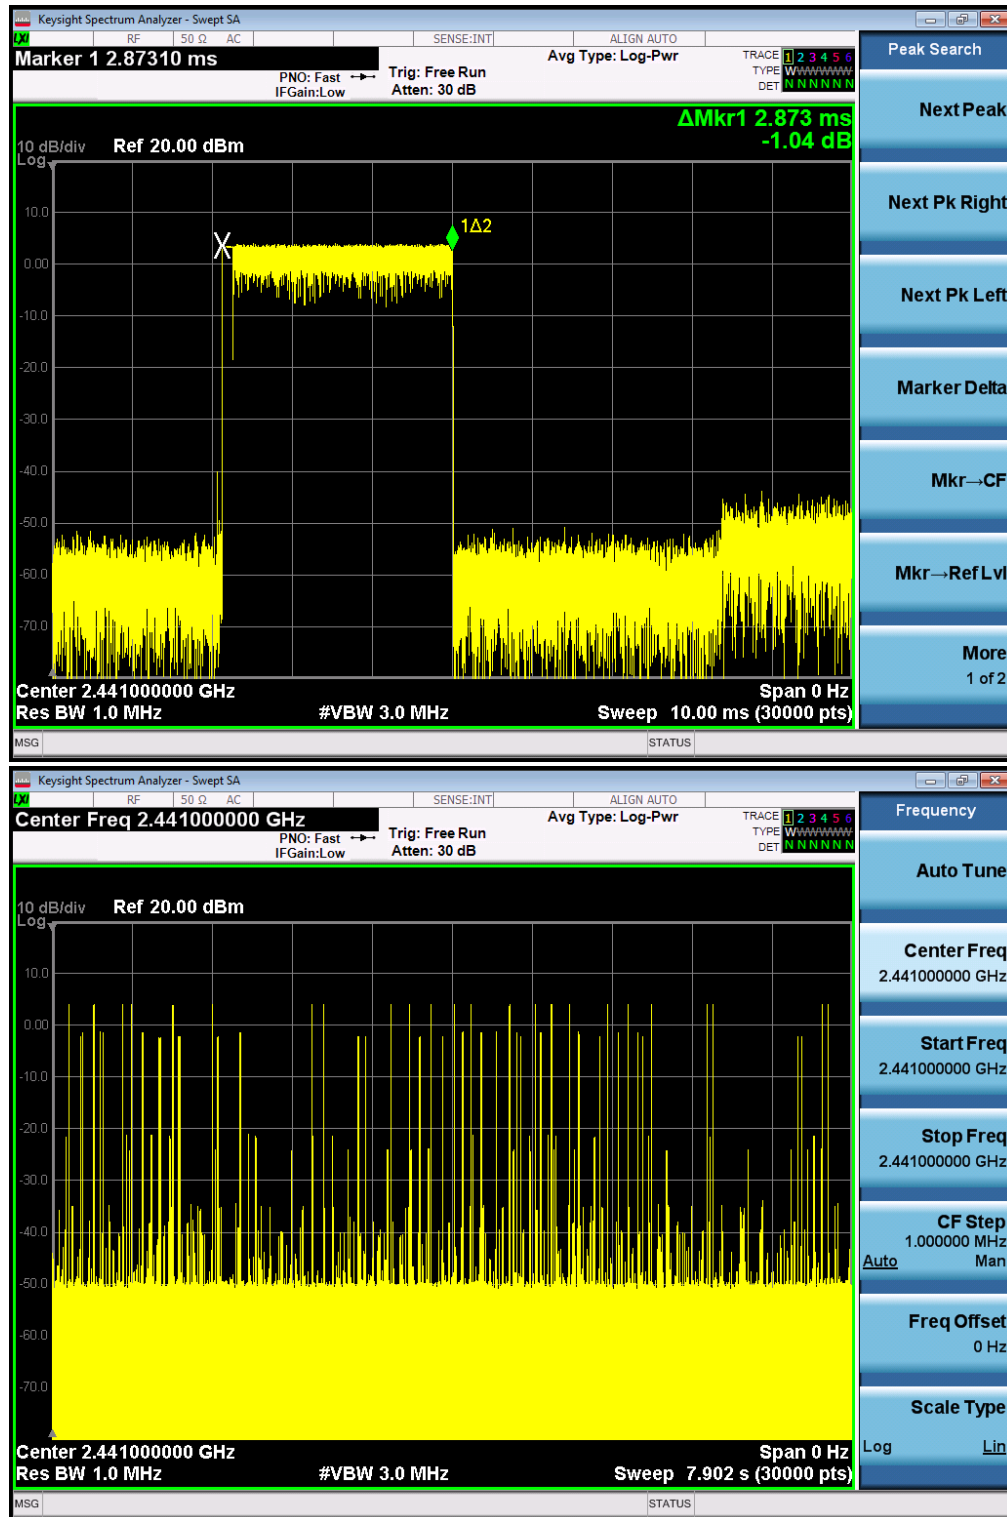 Keysight Spectrum Analyzer - Swept SA
LXI RF 50 Ω AC SENSE:INT ALIGN AUTO
Marker 1 2.87310 ms
PNO: Fast
IFGain:Low
Trig: Free Run
Atten: 30 dB
Avg Type: Log-Pwr
TRACE 1 2 3 4 5 6
TYPE WWWWWWW
DET N N N N N N
ΔMkr1 2.873 ms
-1.04 dB
10 dB/div Ref 20.00 dBm
Log
10.0
0.00
-10.0
-20.0
-30.0
-40.0
-50.0
-60.0
-70.0
X
1Δ2
Center 2.441000000 GHz Span 0 Hz
Res BW 1.0 MHz #VBW 3.0 MHz Sweep 10.00 ms (30000 pts)
MSG STATUS
Peak Search
Next Peak
Next Pk Right
Next Pk Left
Marker Delta
Mkr→CF
Mkr→Ref Lvl
More
1 of 2
Keysight Spectrum Analyzer - Swept SA
LXI RF 50 Ω AC SENSE:INT ALIGN AUTO
Center Freq 2.441000000 GHz
PNO: Fast
IFGain:Low
Trig: Free Run
Atten: 30 dB
Avg Type: Log-Pwr
TRACE 1 2 3 4 5 6
TYPE WWWWWWW
DET N N N N N N
10 dB/div Ref 20.00 dBm
Log
10.0
0.00
-10.0
-20.0
-30.0
-40.0
-50.0
-60.0
-70.0
Center 2.441000000 GHz Span 0 Hz
Res BW 1.0 MHz #VBW 3.0 MHz Sweep 7.902 s (30000 pts)
MSG STATUS
Frequency
Auto Tune
Center Freq
2.441000000 GHz
Start Freq
2.441000000 GHz
Stop Freq
2.441000000 GHz
CF Step
1.000000 MHz
Auto Man
Freq Offset
0 Hz
Scale Type
Log Lin